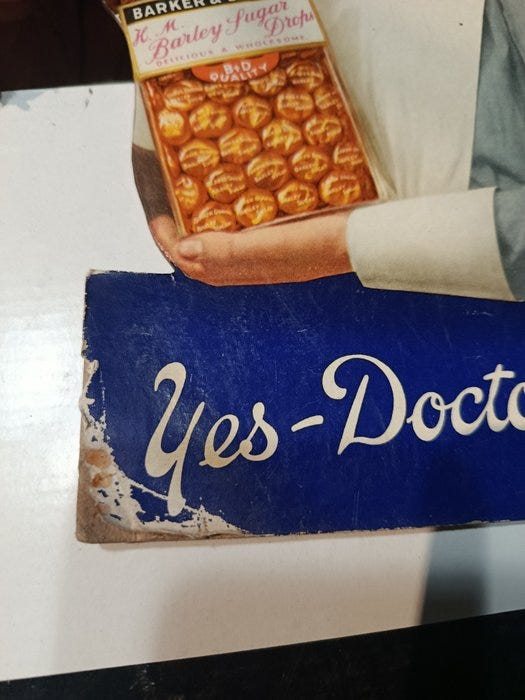 BARKER &
H.M.
Barley Sugar
Drops
DELICIOUS & WHOLESOME
B&D
QUALITY
Yes-Docto